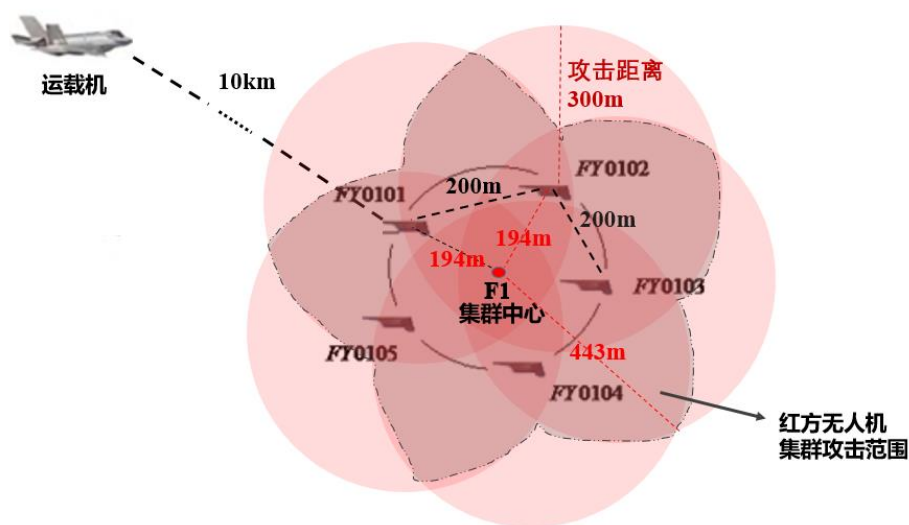 运载机
10km
攻击距离
300m
FY0102
200m
FY0101
200m
194m
194m
F1
集群中心
FY0103
FY0105
443m
FY0104
红方无人机
集群攻击范围